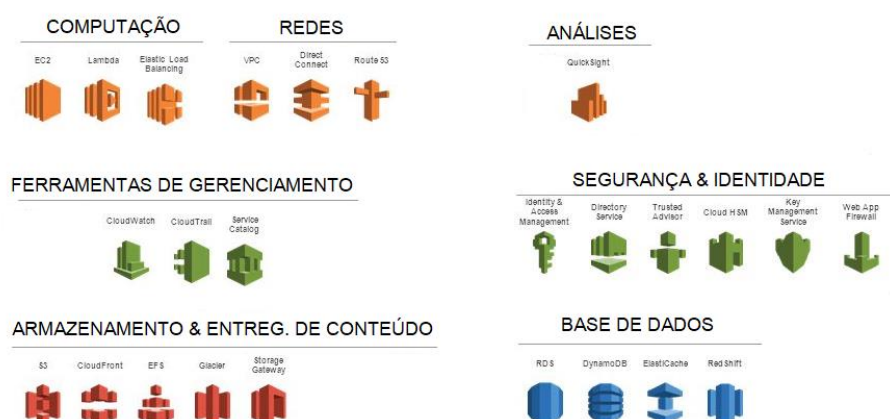 COMPUTAÇÃO
EC2
Lambda
Elastic Load
Balancing
REDES
VPC
Direct
Connect
Route 53
ANÁLISES
QuickSight
FERRAMENTAS DE GERENCIAMENTO
CloudWatch
CloudTrail
Service
Catalog
SEGURANÇA & IDENTIDADE
Identity &
Access
Management
Directory
Service
Trusted
Advisor
Cloud HSM
Key
Management
Service
Web App
Firewall
ARMAZENAMENTO & ENTREG. DE CONTEÚDO
S3
CloudFront
EFS
Glacier
Storage
Gateway
BASE DE DADOS
RDS
DynamoDB
ElastiCache
RedShift